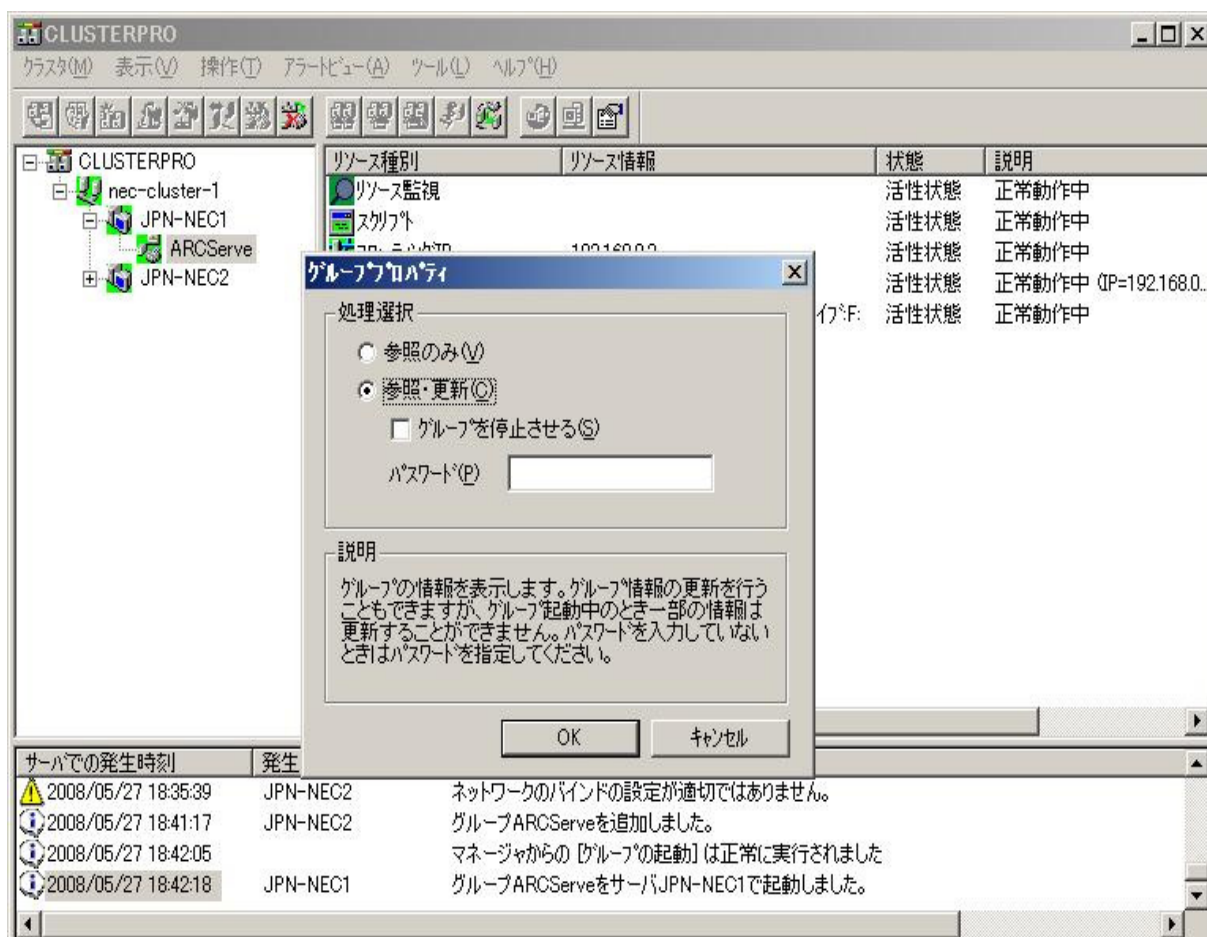 CLUSTERPRO
クラスタ(M) 表示(V) 操作(T) アラートビュー(A) ツール(L) ヘルプ(H)
CLUSTERPRO
nec-cluster-1
JPN-NEC1
ARCServe
JPN-NEC2
リソース種別 リソース情報 状態 説明
リソース監視 活性状態 正常動作中
スクリプト 活性状態 正常動作中
活性状態 正常動作中
活性状態 正常動作中 (IP=192.168.0...
イブ:F: 活性状態 正常動作中
グループプロパティ
処理選択
参照のみ(V)
参照・更新(C)
グループを停止させる(S)
パスワード(P)
説明
グループの情報を表示します。グループ情報の更新を行う
こともできますが、グループ起動中のとき一部の情報は
更新することができません。パスワードを入力していない
ときはパスワードを指定してください。
OK キャンセル
サーバでの発生時刻 発生
2008/05/27 18:35:39 JPN-NEC2 ネットワークのバインドの設定が適切ではありません。
2008/05/27 18:41:17 JPN-NEC2 グループARCServeを追加しました。
2008/05/27 18:42:05 マネージャからの [グループの起動] は正常に実行されました
2008/05/27 18:42:18 JPN-NEC1 グループARCServeをサーバJPN-NEC1で起動しました。